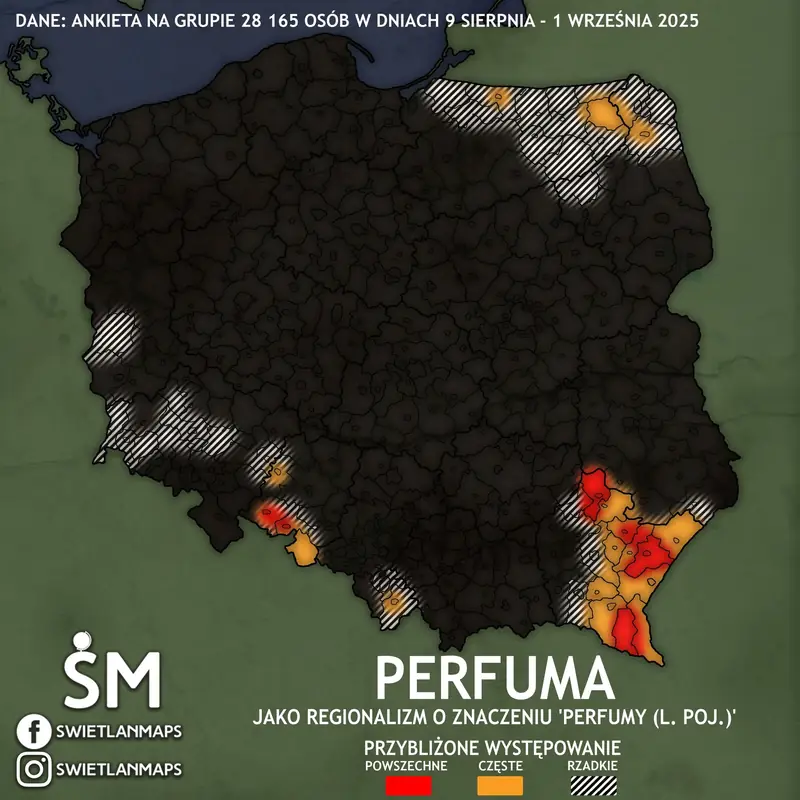 DANE: ANKIETA NA GRUPIE 28 165 OSÓB W DNIACH 9 SIERPNIA - 1 WRZEŚNIA 2025
ŚM
SWIETLANMAPS
SWIETLANMAPS
PERFUMA
JAKO REGIONALIZM O ZNACZENIU 'PERFUMY (L. POJ.)'
PRZYBLIŻONE WYSTĘPOWANIE
POWSZECHNE CZĘSTE RZADKIE